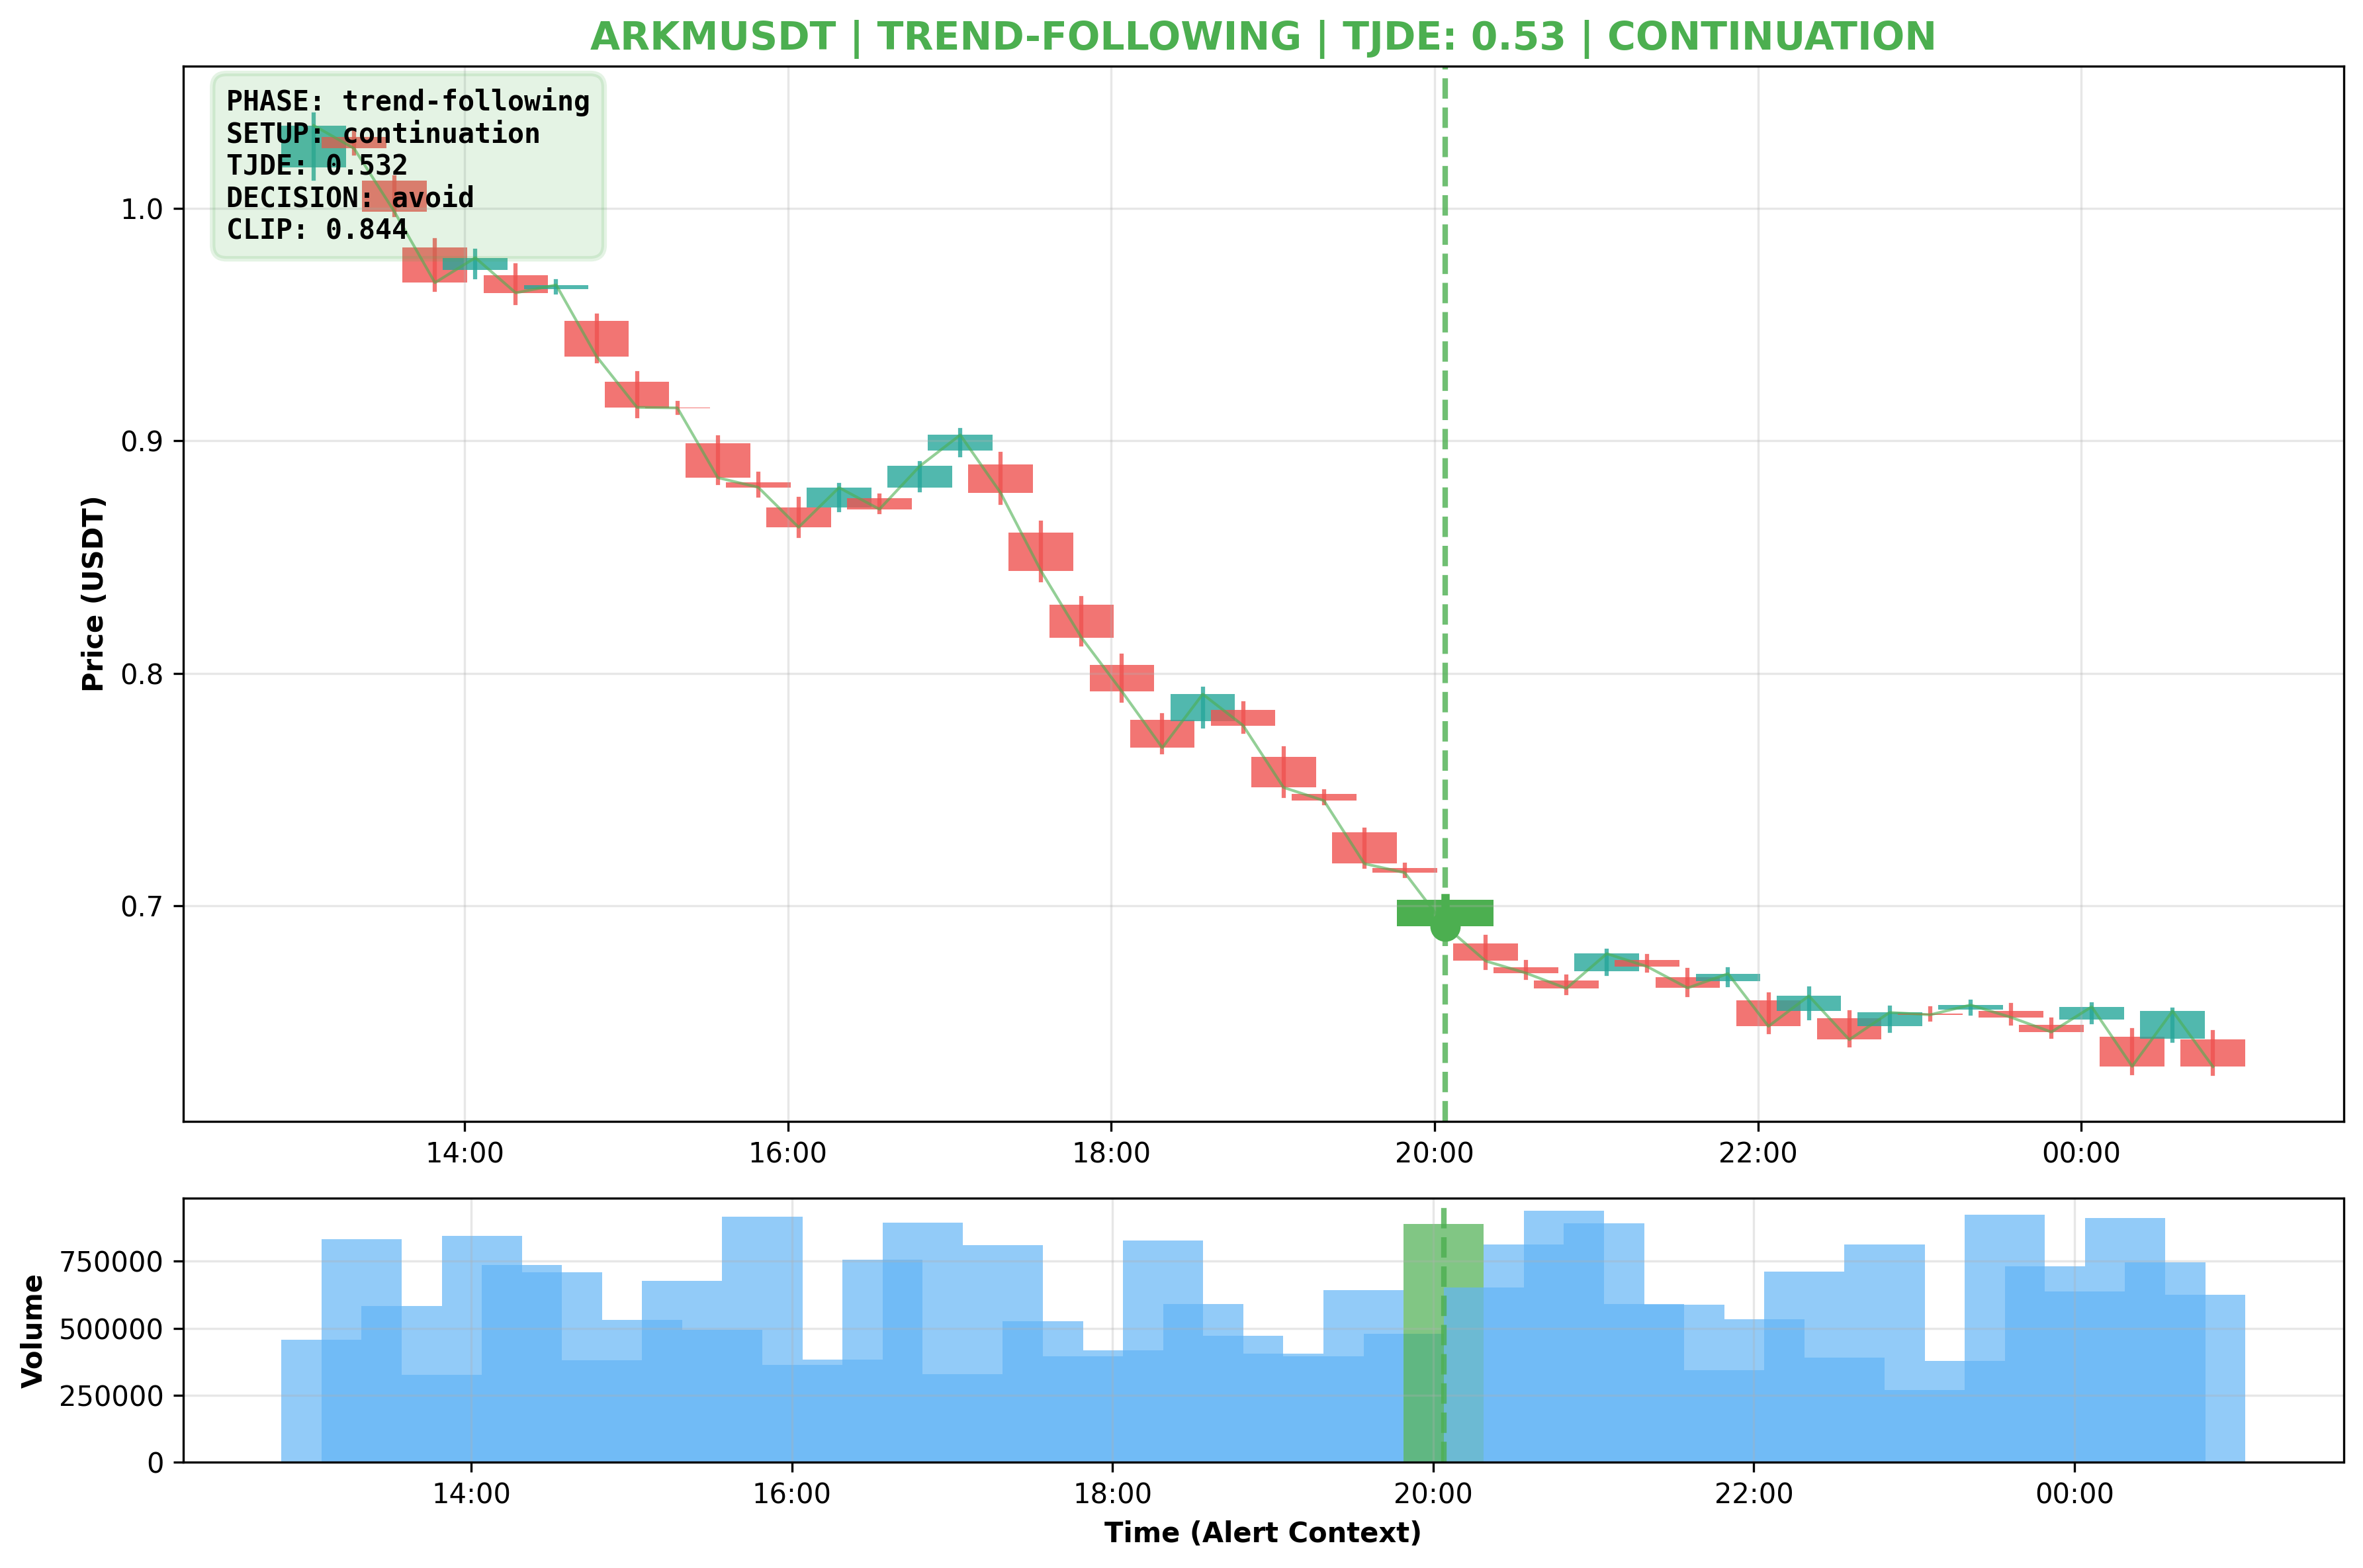 ARKMUSDT | TREND-FOLLOWING | TJDE: 0.53 | CONTINUATION
PHASE: trend-following
SETUP: continuation
TJDE: 0.532
DECISION: avoid
CLIP: 0.844
Price (USDT)
1.0
0.9
0.8
0.7
14:00
16:00
18:00
20:00
22:00
00:00
Volume
750000
500000
250000
0
14:00
16:00
18:00
20:00
22:00
00:00
Time (Alert Context)